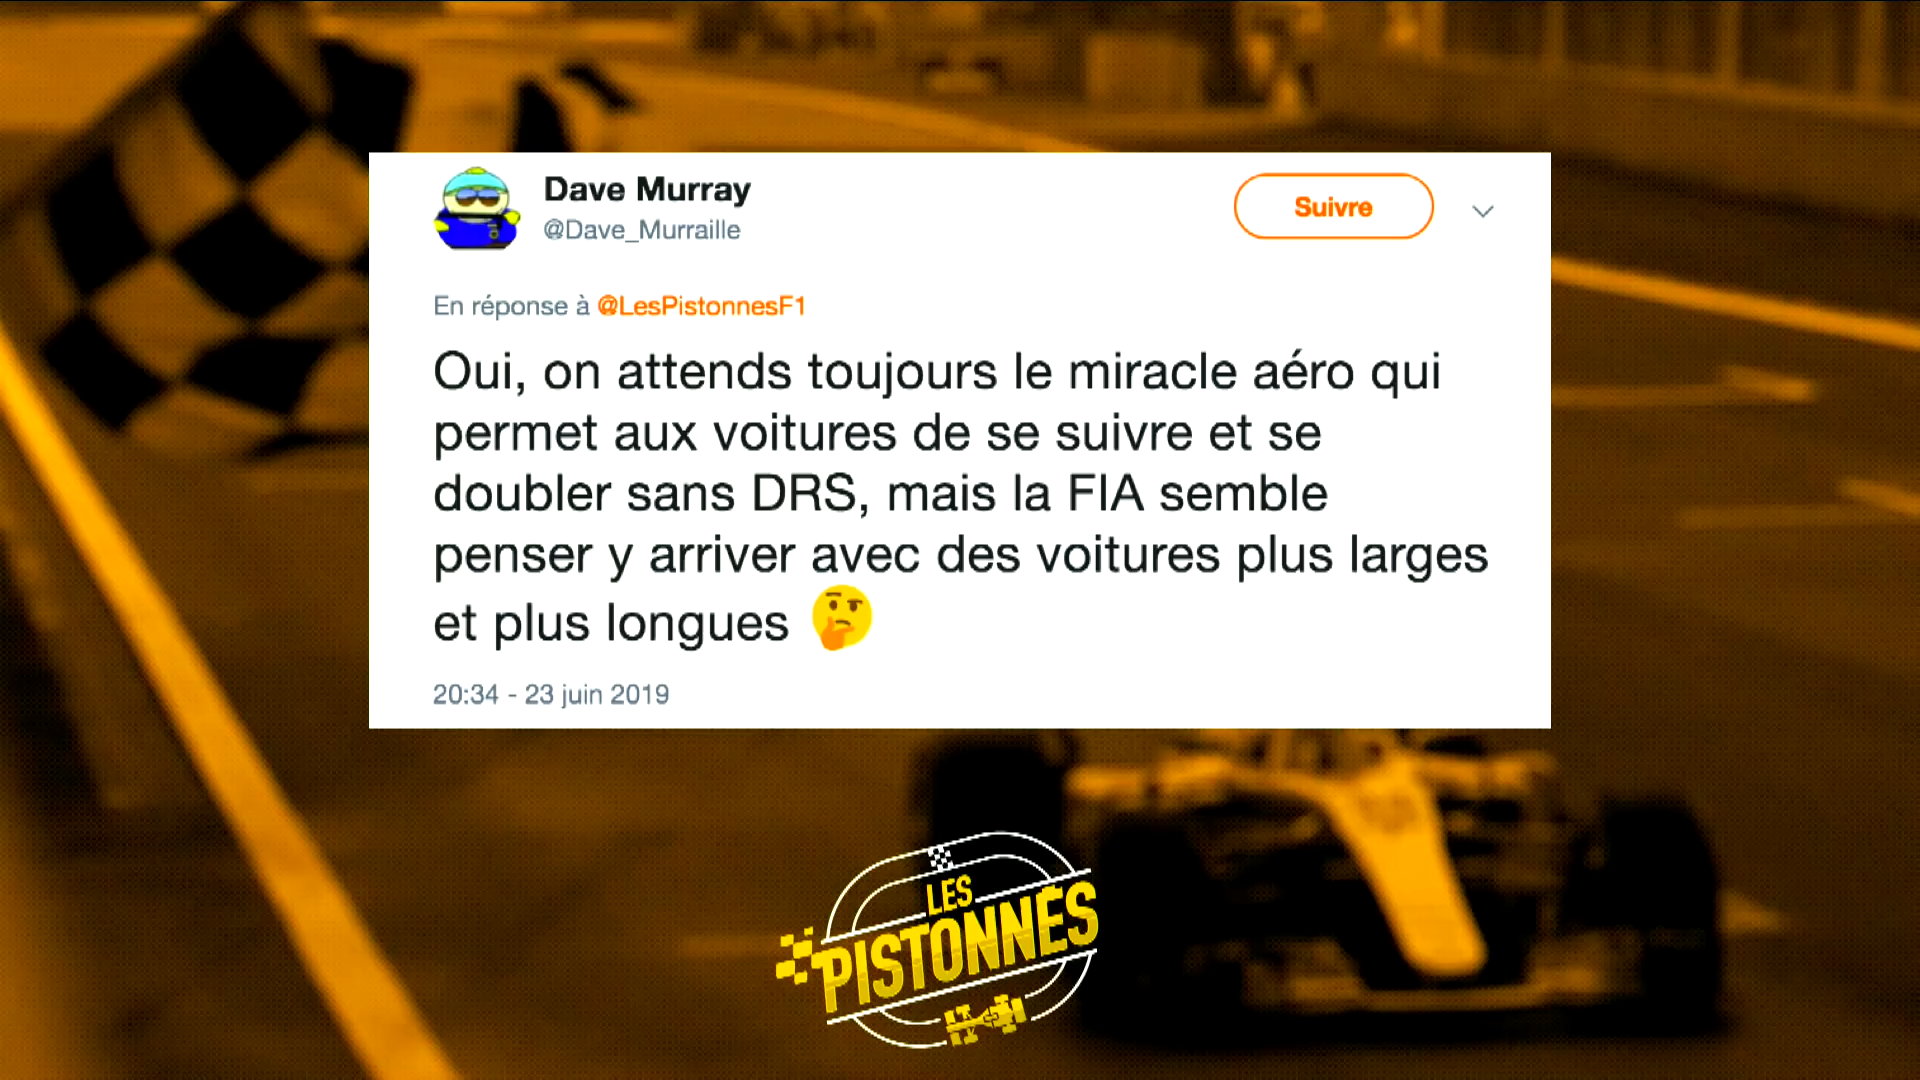 Dave Murray
@Dave_Murraille
Suivre
En réponse à @LesPistonnesF1
Oui, on attends toujours le miracle aéro qui
permet aux voitures de se suivre et se
doubler sans DRS, mais la FIA semble
penser y arriver avec des voitures plus larges
et plus longues 🤔
20:34 - 23 juin 2019
LES
PISTONNÉS